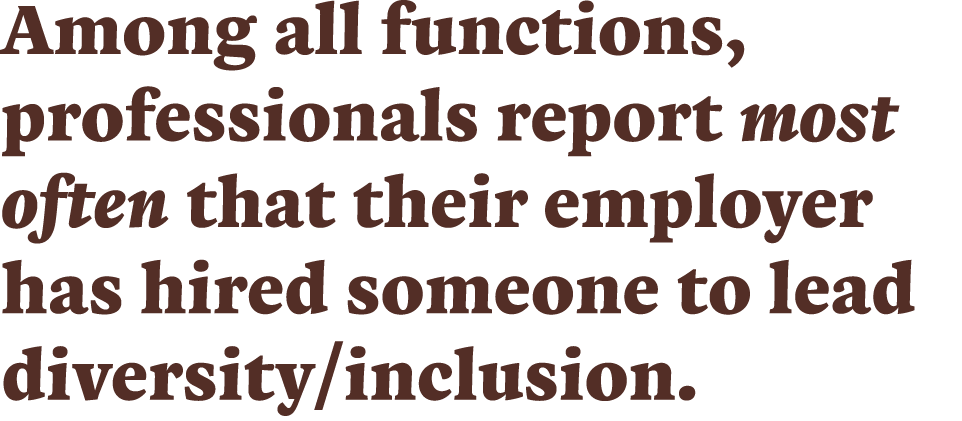 Among all functions,
professionals report most
often that their employer
has hired someone to lead
diversity/inclusion.